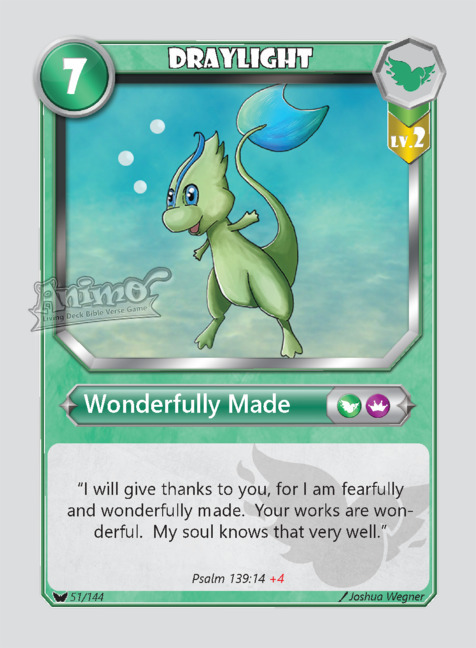 DRAYLIGHT
7
LV.2
Animor
Living Deck Bible Verse Game
Wonderfully Made
“I will give thanks to you, for I am fearfully
and wonderfully made.  Your works are won-
derful.  My soul knows that very well.”
Psalm 139:14 +4
51/144
Joshua Wegner